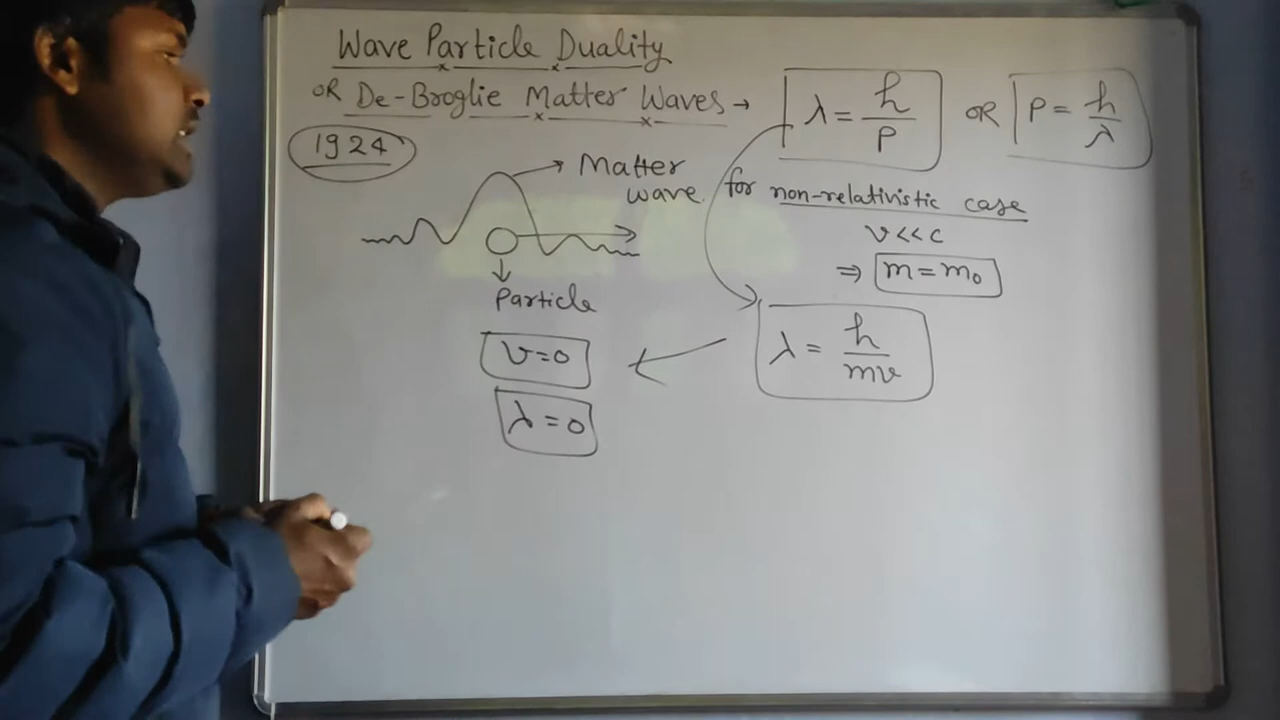 Wave Particle Duality
OR De-Broglie Matter Waves → λ = h/P OR P = h/λ
1924
Matter
wave
for non-relativistic case
v << c
⇒ m = m₀
Particle
λ = h/mv
v = 0
λ = 0